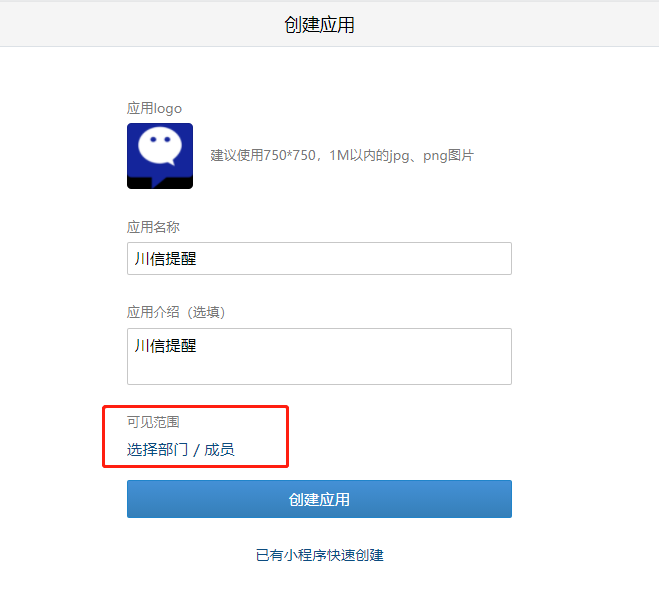 创建应用
应用logo
建议使用750*750，1M以内的jpg、png图片
应用名称
川信提醒
应用介绍（选填）
川信提醒
可见范围
选择部门 / 成员
创建应用
已有小程序快速创建